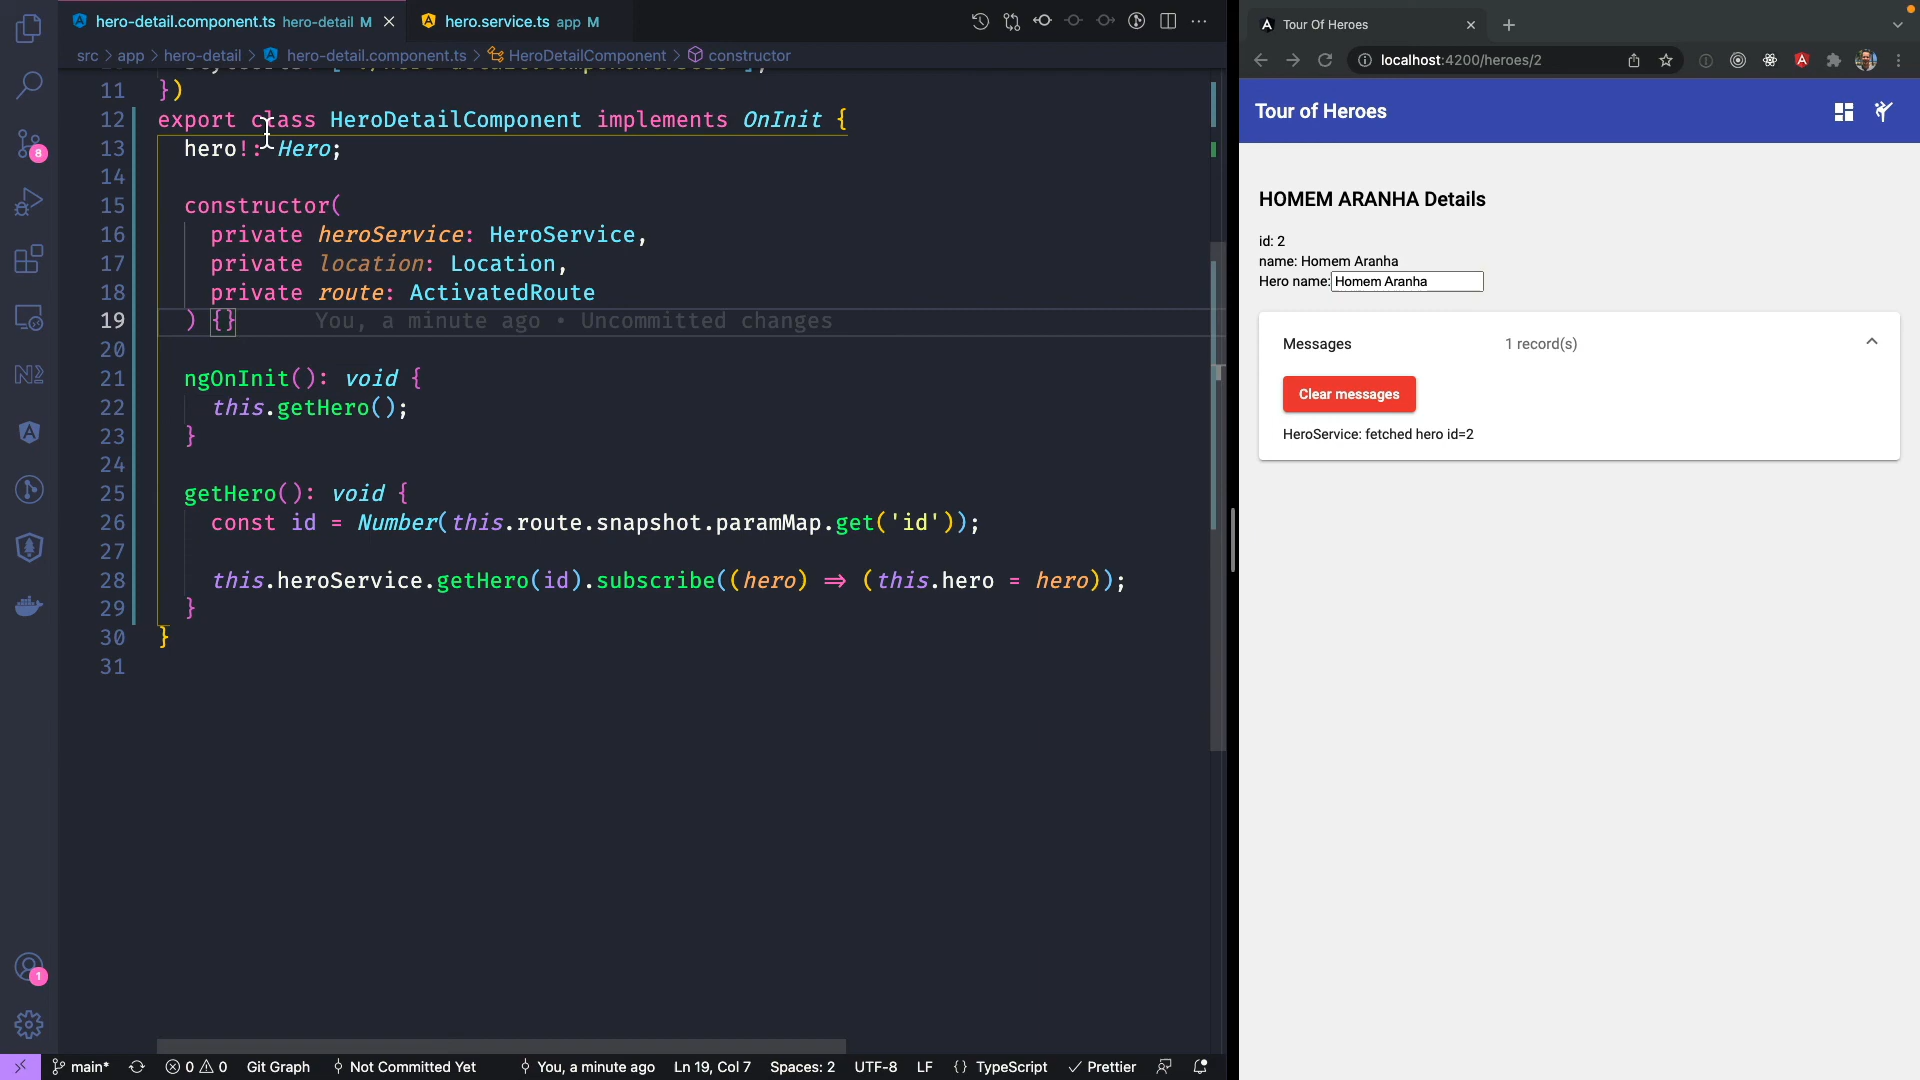 hero-detail.component.ts hero-detail M
hero.service.ts app M
src > app > hero-detail > hero-detail.component.ts > HeroDetailComponent > constructor
11 })
12 export class HeroDetailComponent implements OnInit {
13 hero!: Hero;
14
15 constructor(
16 private heroService: HeroService,
17 private location: Location,
18 private route: ActivatedRoute
19 ) {} You, a minute ago • Uncommitted changes
20
21 ngOnInit(): void {
22 this.getHero();
23 }
24
25 getHero(): void {
26 const id = Number(this.route.snapshot.paramMap.get('id'));
27
28 this.heroService.getHero(id).subscribe((hero) => (this.hero = hero));
29 }
30 }
31
8
1
main* 0 0 Git Graph Not Committed Yet You, a minute ago Ln 19, Col 7 Spaces: 2 UTF-8 LF {} TypeScript Prettier
Tour Of Heroes
localhost:4200/heroes/2
Tour of Heroes
HOMEM ARANHA Details
id: 2
name: Homem Aranha
Hero name: Homem Aranha
Messages 1 record(s)
Clear messages
HeroService: fetched hero id=2